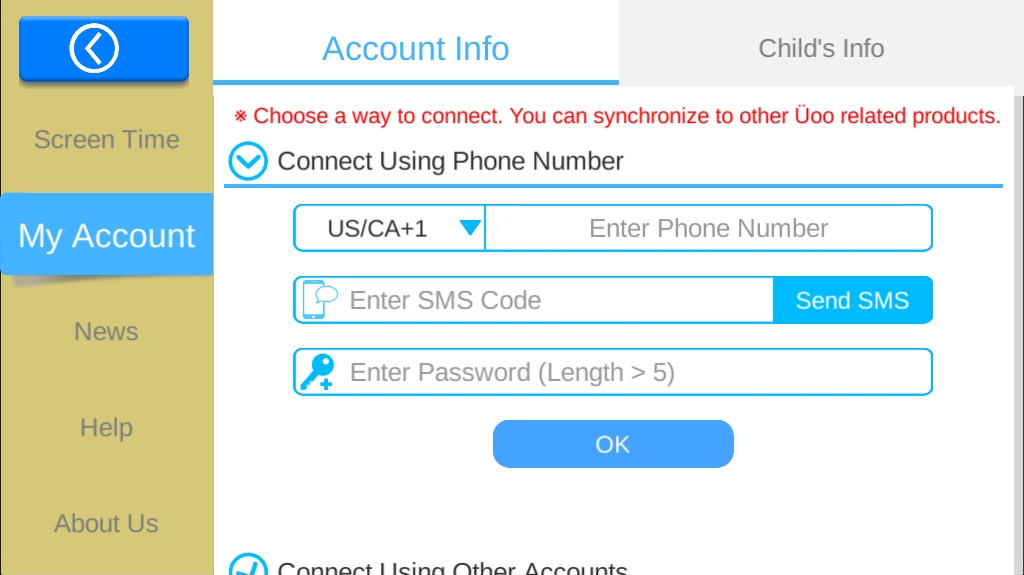 Account Info
Child's Info
Screen Time
My Account
News
Help
About Us
※ Choose a way to connect. You can synchronize to other Üoo related products.
Connect Using Phone Number
US/CA+1
Enter Phone Number
Enter SMS Code
Send SMS
Enter Password (Length > 5)
OK
Connect Using Other Accounts